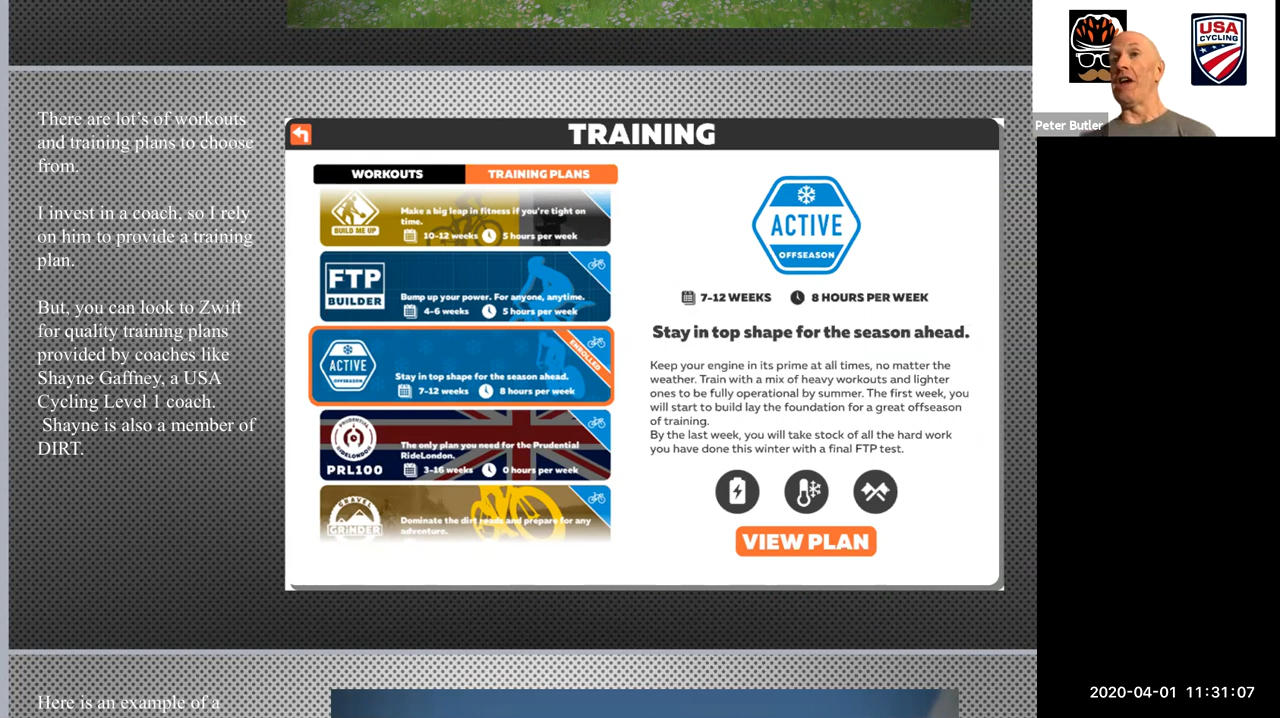 There are lot's of workouts
and training plans to choose
from.
I invest in a coach, so I rely
on him to provide a training
plan.
But, you can look to Zwift
for quality training plans
provided by coaches like
Shayne Gaffney, a USA
Cycling Level 1 coach.
Shayne is also a member of
DIRT.
Here is an example of a
TRAINING
WORKOUTS
TRAINING PLANS
BUILD ME UP
Make a big leap in fitness if you're tight on
time.
10-12 weeks
5 hours per week
FTP
BUILDER
Bump up your power. For anyone, anytime.
4-6 weeks
5 hours per week
ACTIVE
OFFSEASON
ENROLLED
Stay in top shape for the season ahead.
7-12 weeks
8 hours per week
PRUDENTIAL
RIDELONDON
PRL100
The only plan you need for the Prudential
RideLondon.
3-16 weeks
0 hours per week
GRAVEL
GRINDER
Dominate the dirt roads and prepare for any
adventure.
ACTIVE
OFFSEASON
7-12 WEEKS
8 HOURS PER WEEK
Stay in top shape for the season ahead.
Keep your engine in its prime at all times, no matter the
weather. Train with a mix of heavy workouts and lighter
ones to be fully operational by summer. The first week, you
will start to build lay the foundation for a great offseason
of training.
By the last week, you will take stock of all the hard work
you have done this winter with a final FTP test.
VIEW PLAN
USA
CYCLING
Peter Butler
2020-04-01 11:31:07